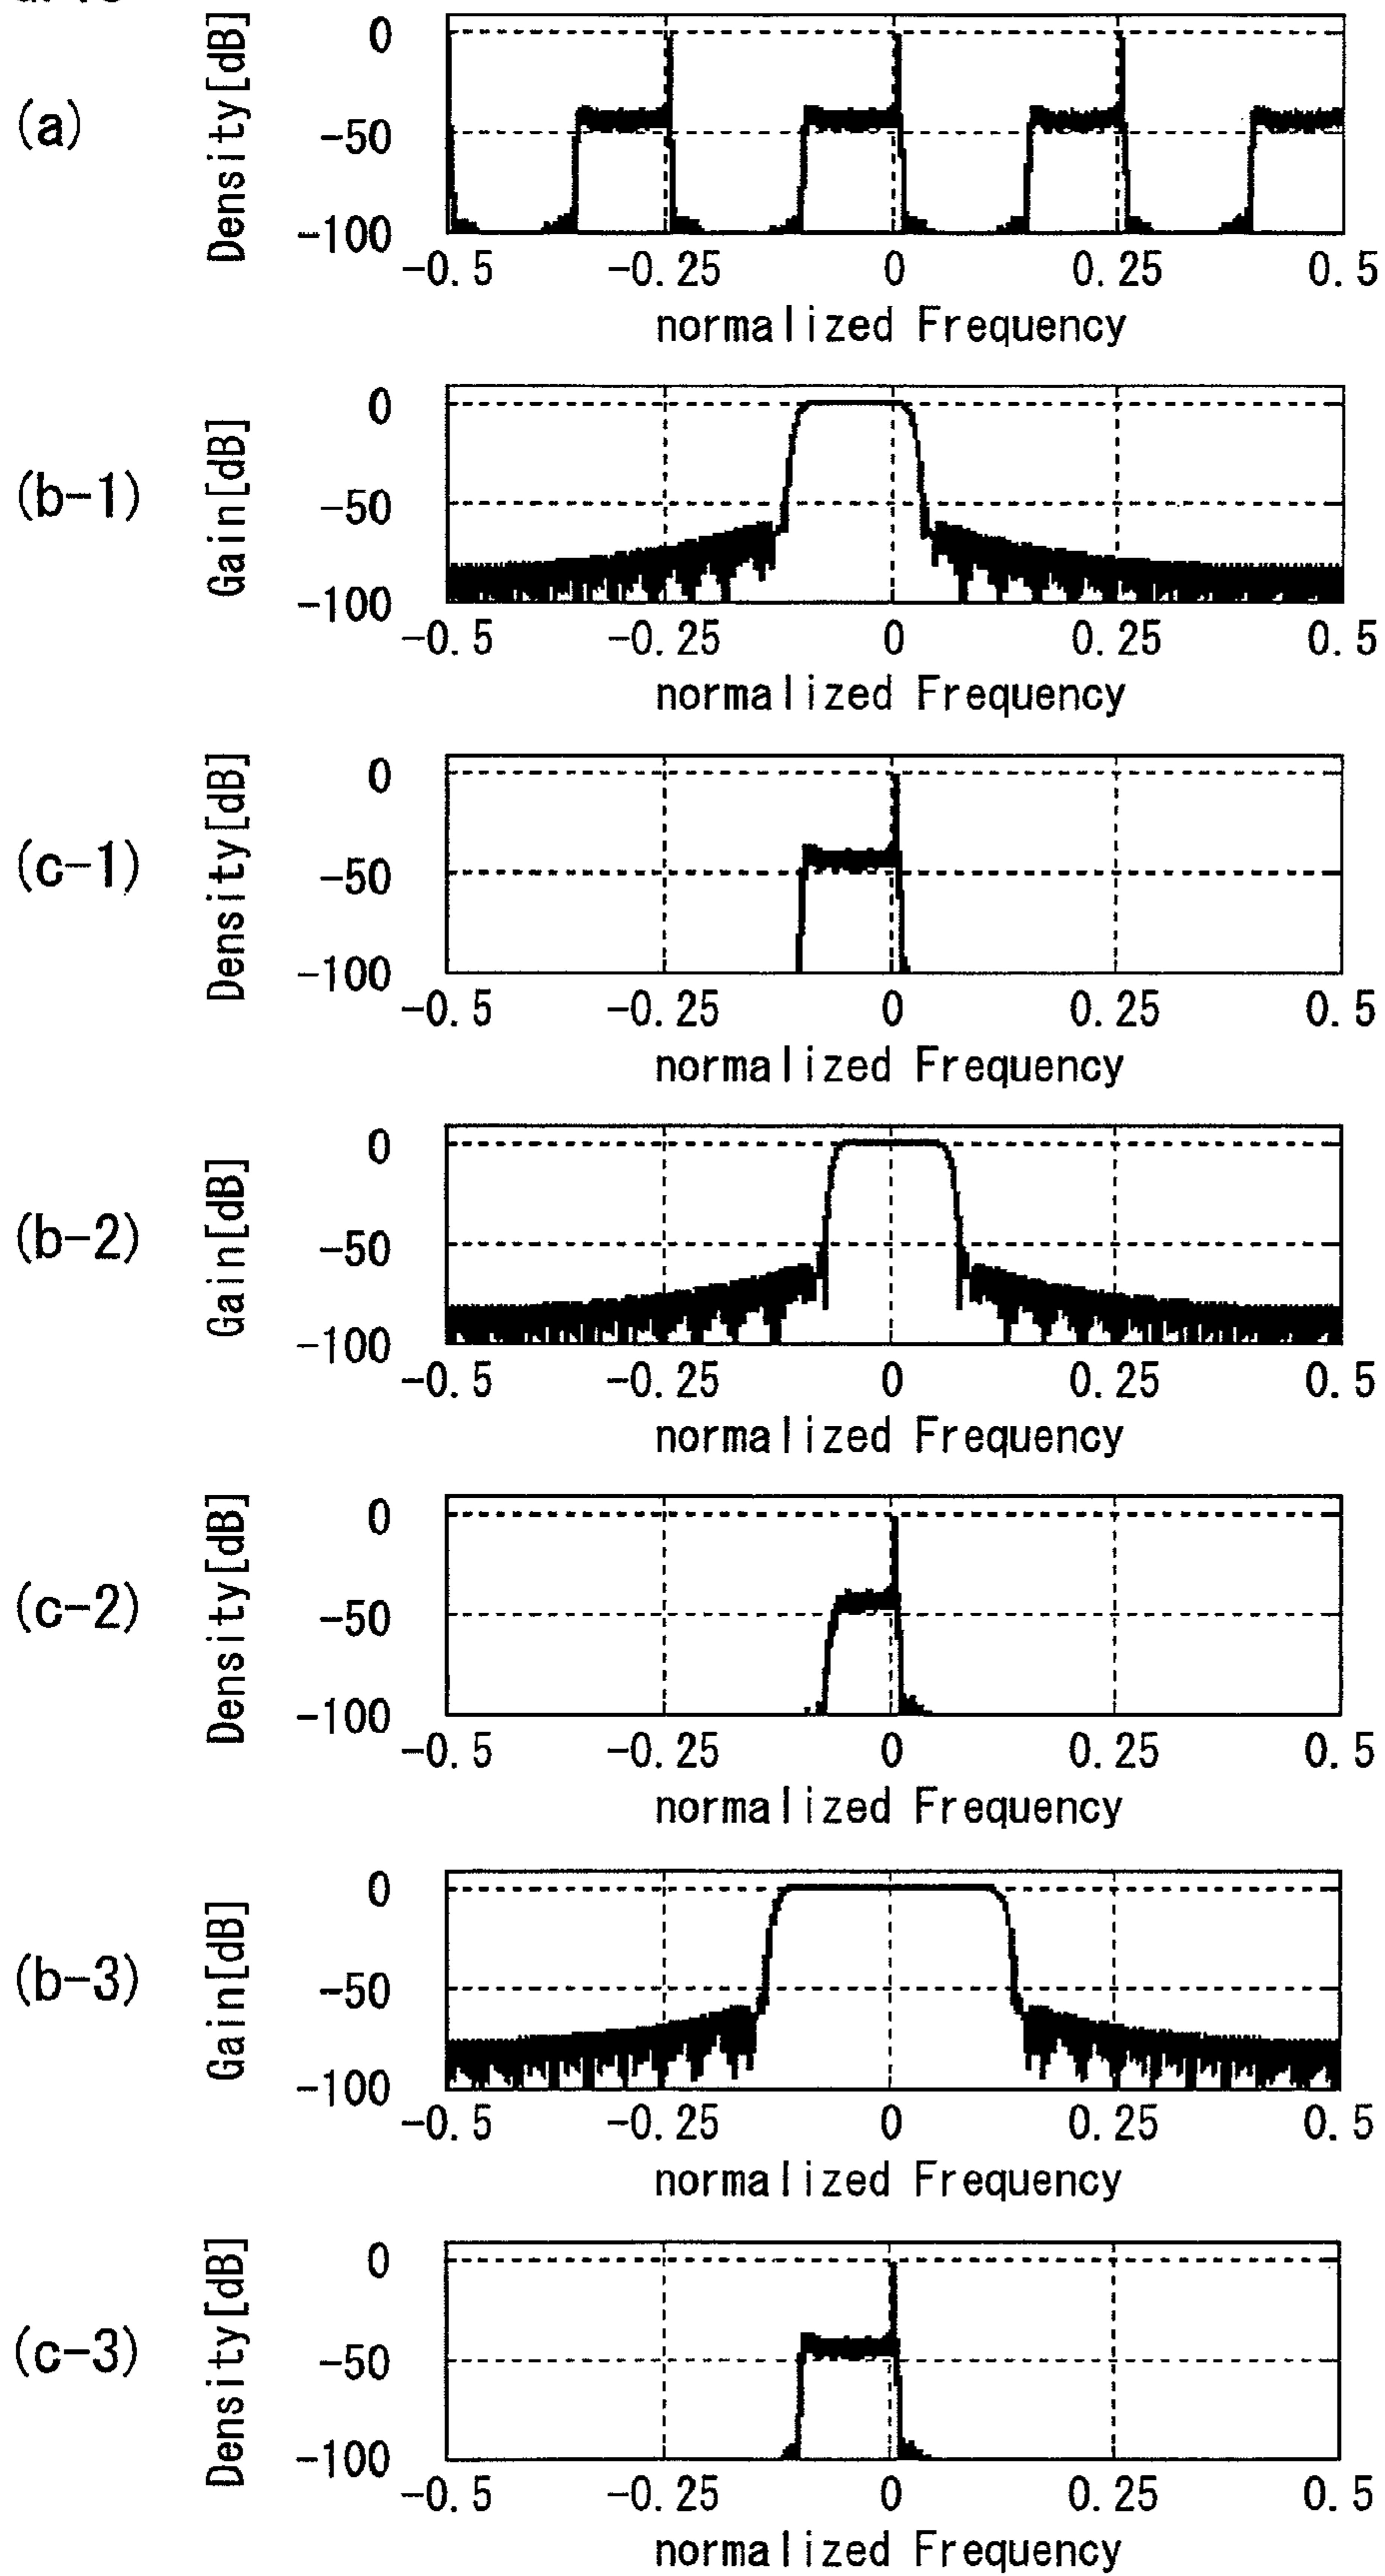 (a)
Density[dB]
0
-50
-100
-0.5 -0.25 0 0.25 0.5
normalized Frequency
(b-1)
Gain[dB]
0
-50
-100
-0.5 -0.25 0 0.25 0.5
normalized Frequency
(c-1)
Density[dB]
0
-50
-100
-0.5 -0.25 0 0.25 0.5
normalized Frequency
(b-2)
Gain[dB]
0
-50
-100
-0.5 -0.25 0 0.25 0.5
normalized Frequency
(c-2)
Density[dB]
0
-50
-100
-0.5 -0.25 0 0.25 0.5
normalized Frequency
(b-3)
Gain[dB]
0
-50
-100
-0.5 -0.25 0 0.25 0.5
normalized Frequency
(c-3)
Density[dB]
0
-50
-100
-0.5 -0.25 0 0.25 0.5
normalized Frequency